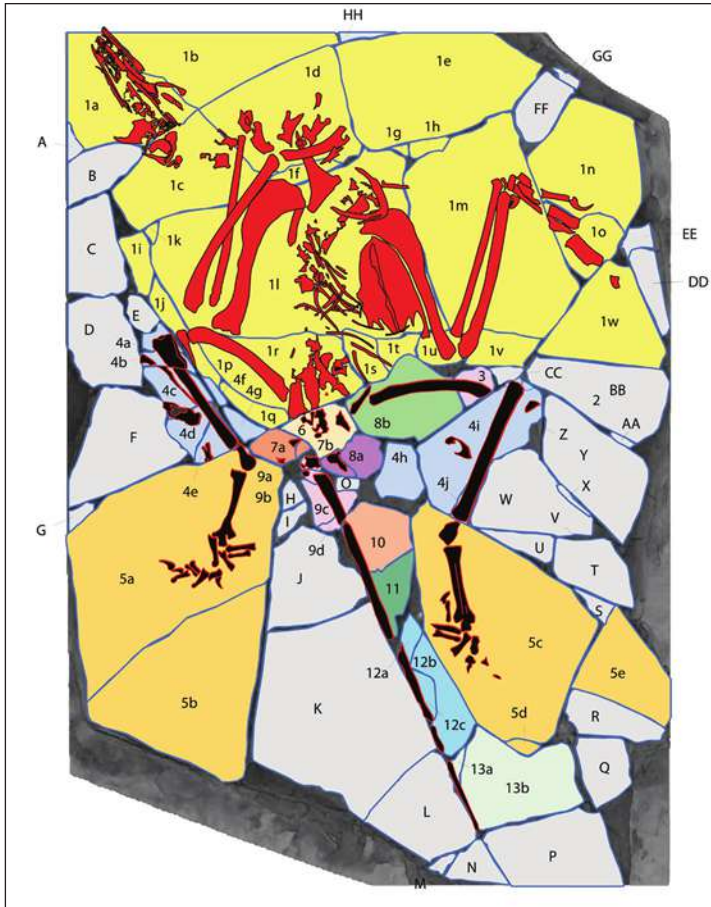 HH
1b
GG
1d
1e
1a
FF
A
1g
1h
B
1f
1n
1c
1m
1o
EE
C
1k
1i
1l
DD
1j
E
D
4a
1r
1t
1u
1v
1w
4b
1p
1s
4c
4f
3
CC
4g
BB
2
1q
8b
AA
F
4d
6
7b
4i
Z
7a
8a
4h
Y
4e
9a
O
9b
4j
W
X
H
9c
V
G
I
10
U
9d
5a
J
11
T
S
5c
12b
12a
5e
5b
K
12c
5d
R
13a
13b
Q
L
P
N
M